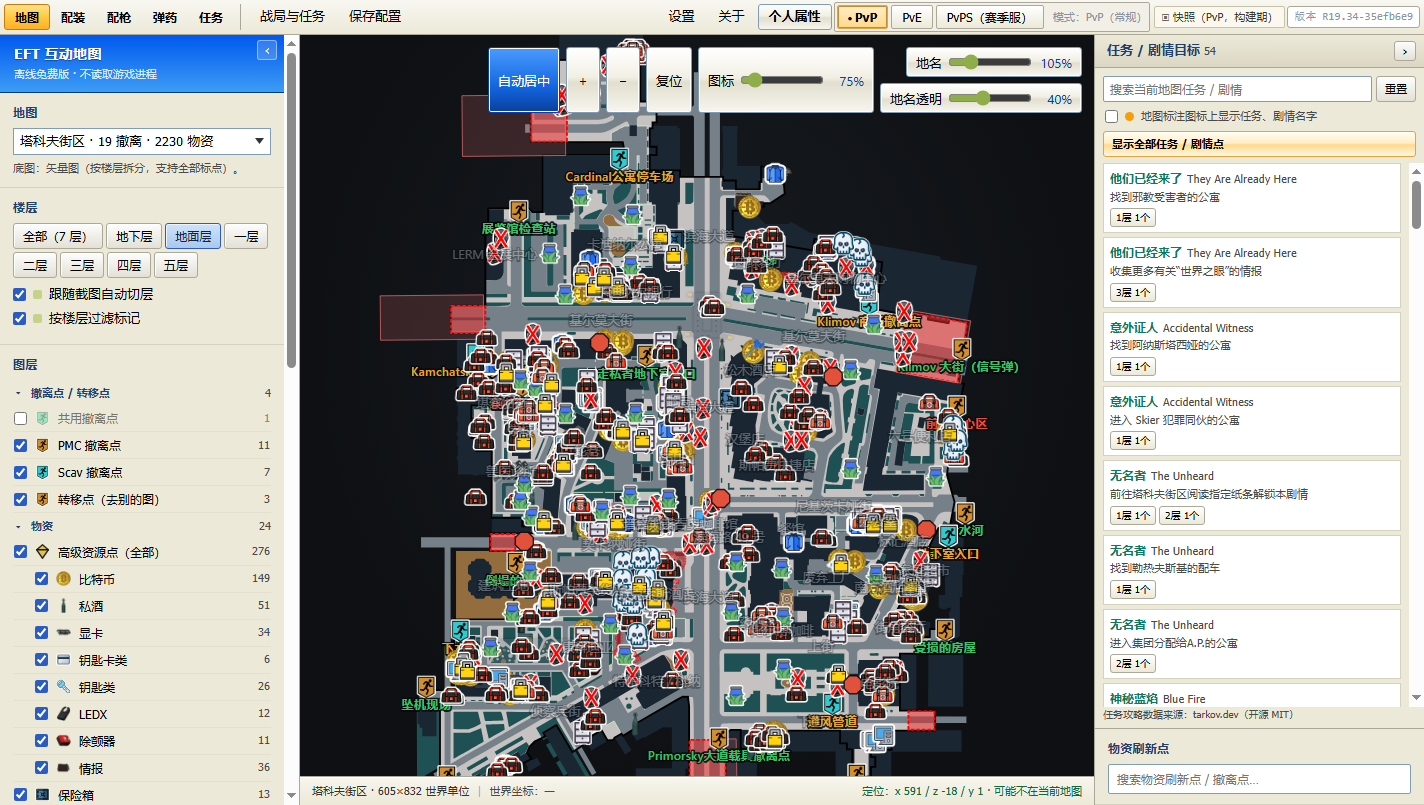 地图 配装 配枪 弹药 任务 战局与任务 保存配置 设置 关于 个人属性 • PvP PvE PvPS（赛季服） 模式：PvP（常规） 快照（PvP，构建期） 版本 R19.34-35efb6e9
EFT 互动地图
离线免费版 · 不读取游戏进程
地图
塔科夫街区 · 19 撤离 · 2230 物资
底图：矢量图（按楼层拆分，支持全部标点）。
楼层
全部（7 层） 地下层 地面层 一层
二层 三层 四层 五层
跟随截图自动切层
按楼层过滤标记
图层
撤离点 / 转移点 4
共用撤离点 1
PMC 撤离点 11
Scav 撤离点 7
转移点（去别的图） 3
物资 24
高级资源点（全部） 276
比特币 149
私酒 51
显卡 34
钥匙卡类 6
钥匙类 26
LEDX 12
除颤器 11
情报 36
保险箱 13
自动居中 + − 复位 图标 75%
地名 105%
地名透明 40%
Cardinal公寓停车场
展览馆检查站
基尔莫大街
基尔莫大街
Klimov 大街（信号弹）
受损的房屋
坠机现场
通风管道
Primorsky大道载具撤离点
塔科夫街区 · 605×832 世界单位 | 世界坐标：—
定位：x 591 / z -18 / y 1 · 可能不在当前地图
任务 / 剧情目标 54
搜索当前地图任务 / 剧情 重置
地图标注图标上显示任务、剧情名字
显示全部任务 / 剧情点
他们已经来了 They Are Already Here
找到邪教受害者的公寓
1层 1个
他们已经来了 They Are Already Here
收集更多有关“世界之眼”的情报
3层 1个
意外证人 Accidental Witness
找到阿纳斯塔西娅的公寓
1层 1个
意外证人 Accidental Witness
进入 Skier 犯罪同伙的公寓
1层 1个
无名者 The Unheard
前往塔科夫街区阅读指定纸条解锁本剧情
1层 1个 2层 1个
无名者 The Unheard
找到勒热夫斯基的配车
1层 1个
无名者 The Unheard
进入集团分配给A.P.的公寓
2层 1个
神秘蓝焰 Blue Fire
任务攻略数据来源：tarkov.dev（开源 MIT）
物资刷新点
搜索物资刷新点 / 撤离点...